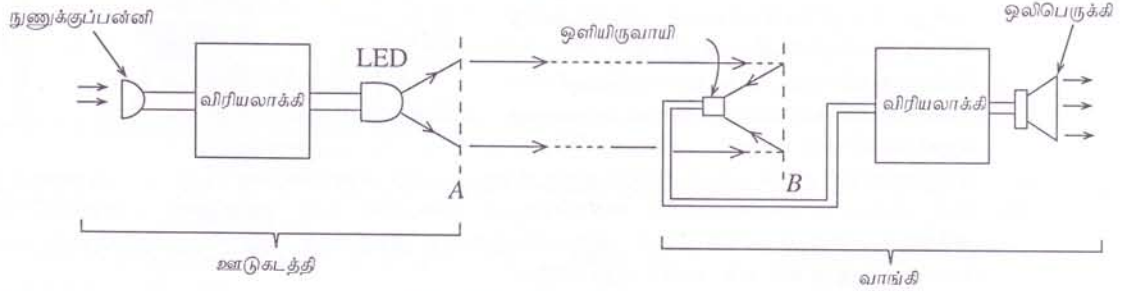 நுணுக்குப்பன்னி
ஒலிபெருக்கி
ஒளியிருவாயி
LED
விரியலாக்கி
விரியலாக்கி
A
B
ஊடுகடத்தி
வாங்கி